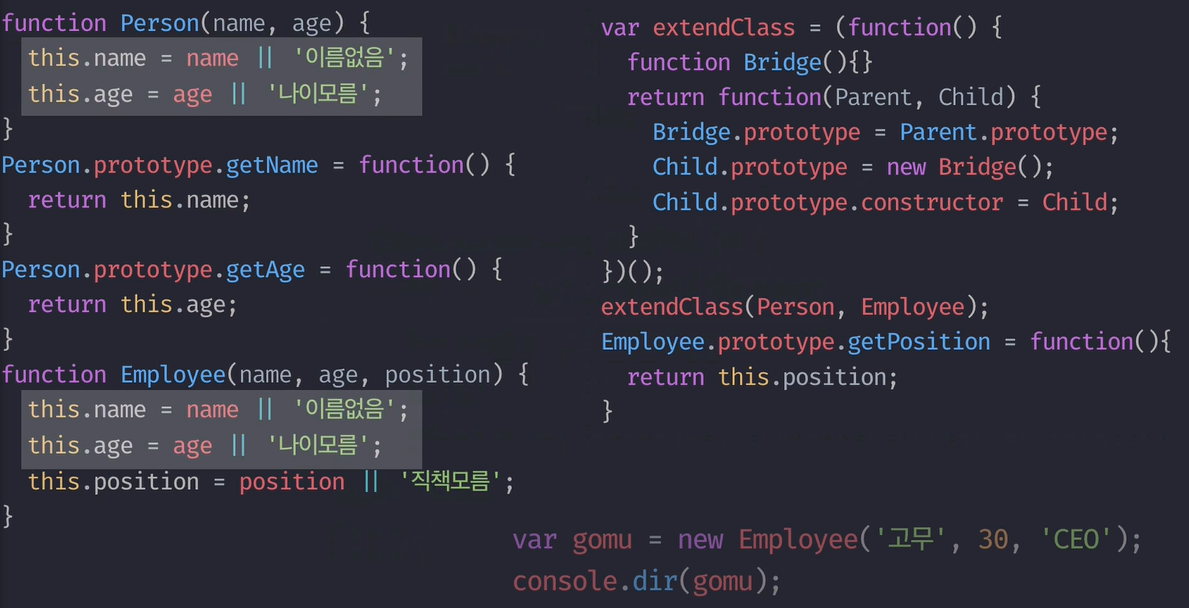 function Person(name, age) {
  this.name = name || '이름없음';
  this.age = age || '나이모름';
}
Person.prototype.getName = function() {
  return this.name;
}
Person.prototype.getAge = function() {
  return this.age;
}
function Employee(name, age, position) {
  this.name = name || '이름없음';
  this.age = age || '나이모름';
  this.position = position || '직책모름';
}
var extendClass = (function() {
  function Bridge(){}
  return function(Parent, Child) {
    Bridge.prototype = Parent.prototype;
    Child.prototype = new Bridge();
    Child.prototype.constructor = Child;
  }
})();
extendClass(Person, Employee);
Employee.prototype.getPosition = function(){
  return this.position;
}
var gomu = new Employee('고무', 30, 'CEO');
console.dir(gomu);